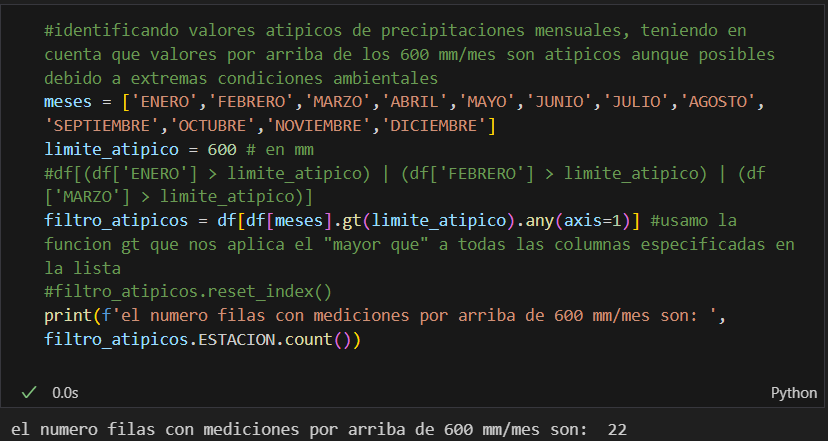 #identificando valores atipicos de precipitaciones mensuales, teniendo en
cuenta que valores por arriba de los 600 mm/mes son atipicos aunque posibles
debido a extremas condiciones ambientales
meses = ['ENERO','FEBRERO','MARZO','ABRIL','MAYO','JUNIO','JULIO','AGOSTO',
'SEPTIEMBRE','OCTUBRE','NOVIEMBRE','DICIEMBRE']
limite_atipico = 600 # en mm
#df[(df['ENERO'] > limite_atipico) | (df['FEBRERO'] > limite_atipico) | (df
['MARZO'] > limite_atipico)]
filtro_atipicos = df[df[meses].gt(limite_atipico).any(axis=1)] #usamo la
funcion gt que nos aplica el "mayor que" a todas las columnas especificadas en
la lista
#filtro_atipicos.reset_index()
print(f'el numero filas con mediciones por arriba de 600 mm/mes son: ',
filtro_atipicos.ESTACION.count())
0.0s
Python
el numero filas con mediciones por arriba de 600 mm/mes son:  22